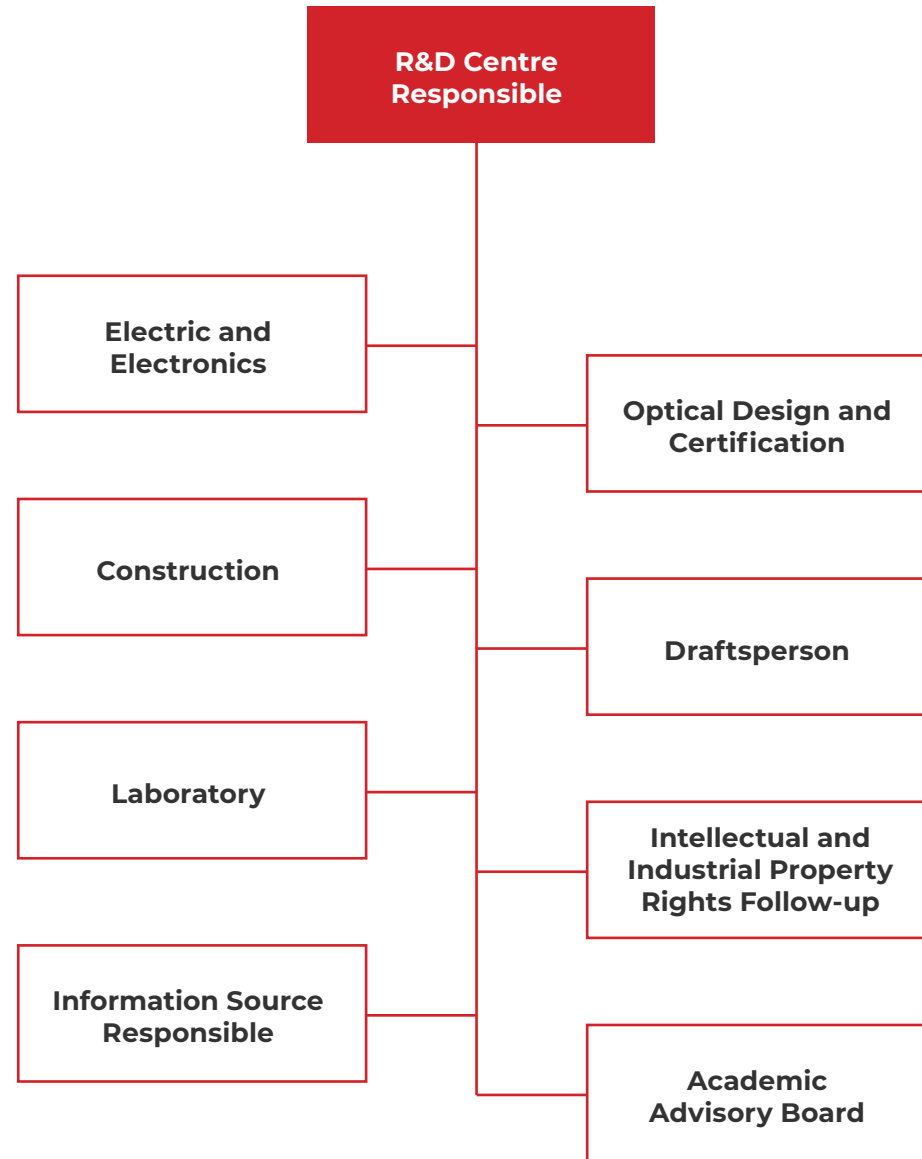 R&D Centre
Responsible
Electric and
Electronics
Optical Design and
Certification
Construction
Draftsperson
Laboratory
Intellectual and
Industrial Property
Rights Follow-up
Information Source
Responsible
Academic
Advisory Board